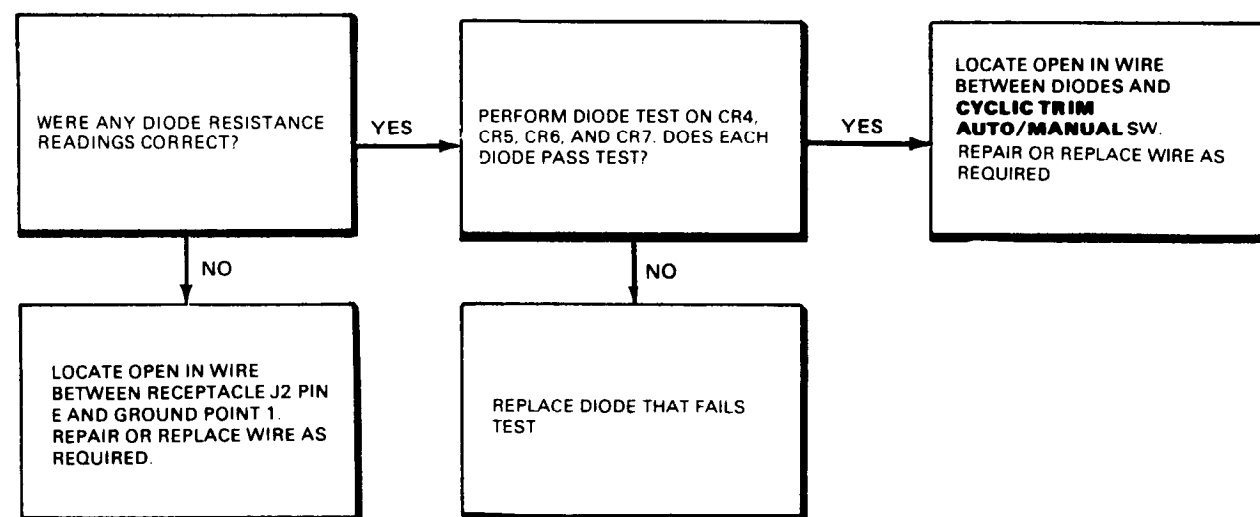 WERE ANY DIODE RESISTANCE
READINGS CORRECT?
YES
PERFORM DIODE TEST ON CR4,
CR5, CR6, AND CR7. DOES EACH
DIODE PASS TEST?
YES
LOCATE OPEN IN WIRE
BETWEEN DIODES AND
CYCLIC TRIM
AUTO/MANUAL SW.
REPAIR OR REPLACE WIRE AS
REQUIRED
NO
NO
LOCATE OPEN IN WIRE
BETWEEN RECEPTACLE J2 PIN
E AND GROUND POINT 1.
REPAIR OR REPLACE WIRE AS
REQUIRED.
REPLACE DIODE THAT FAILS
TEST